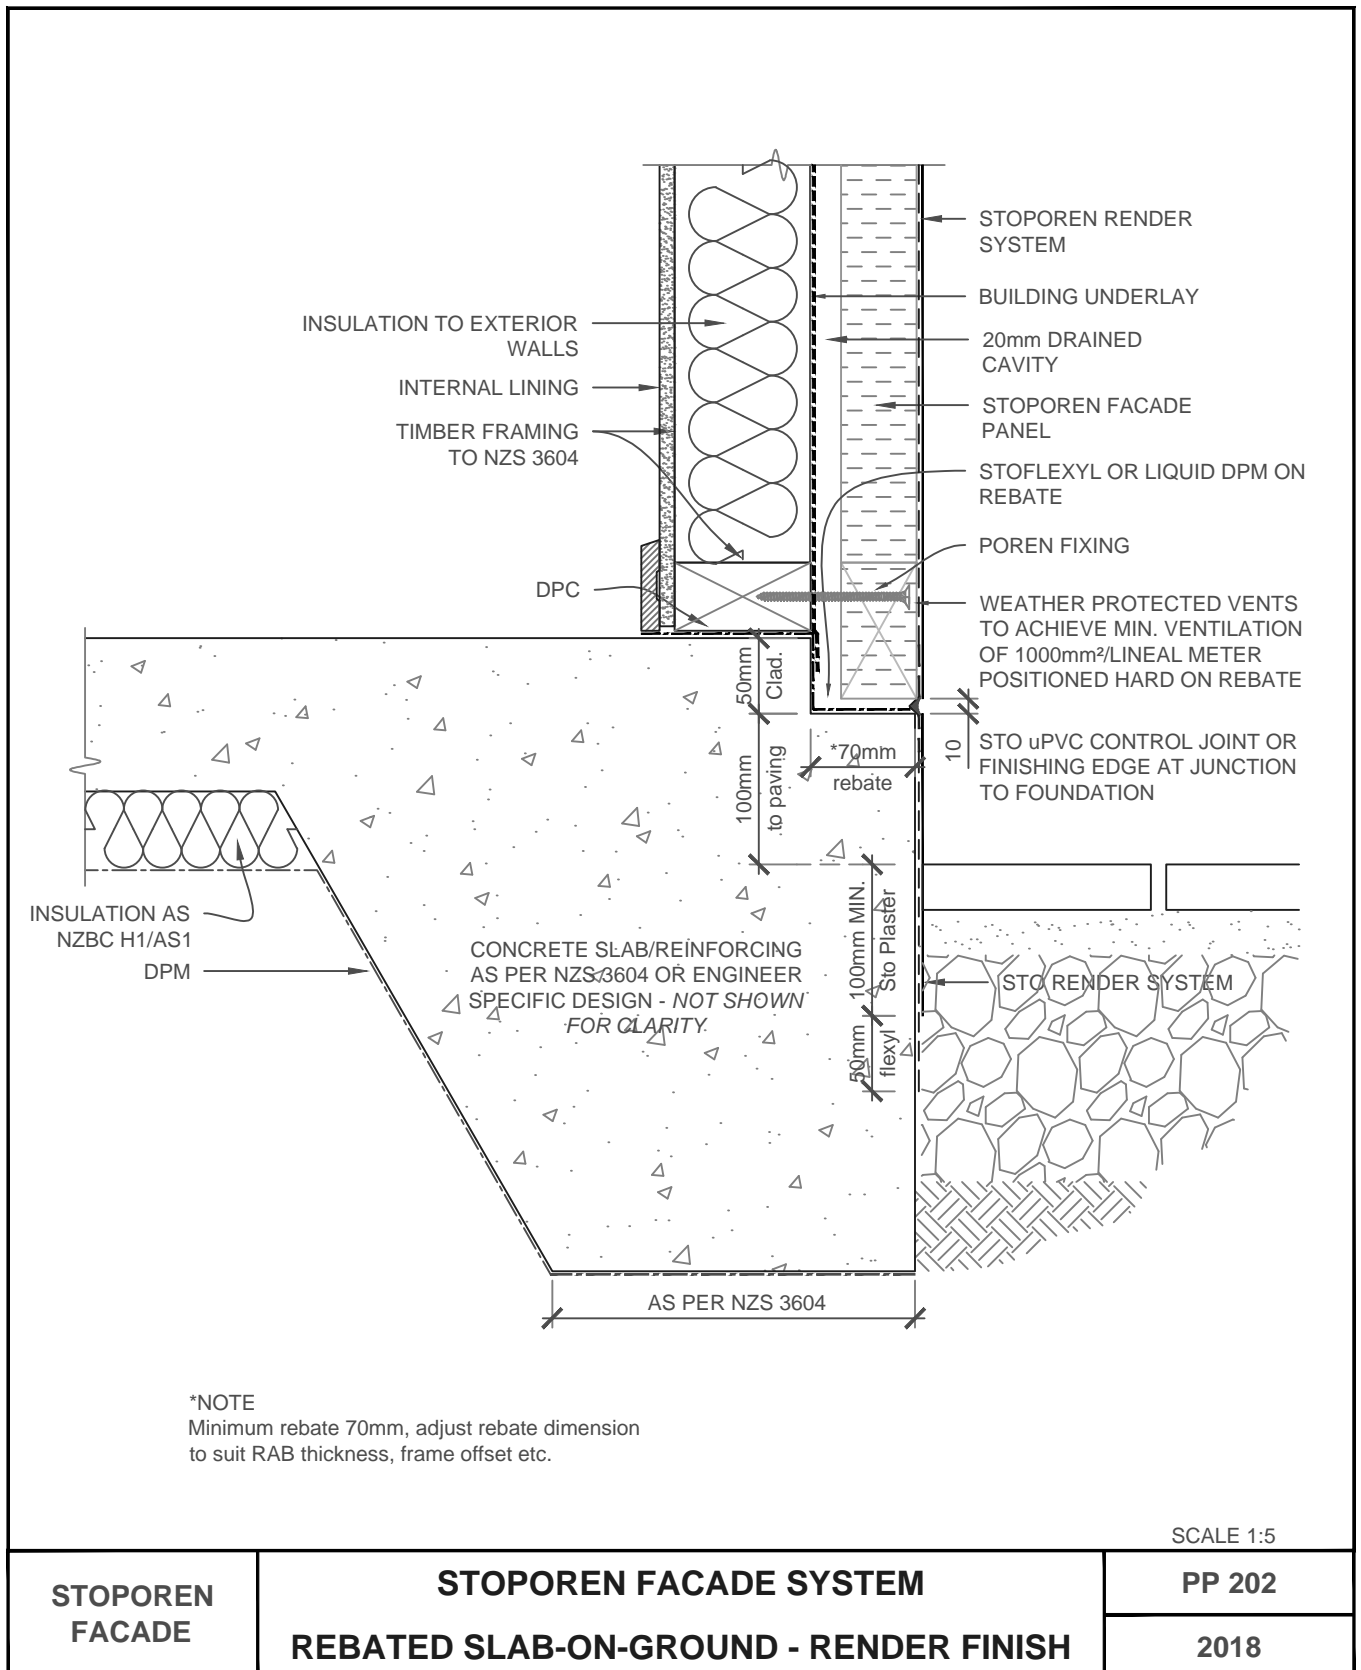 STOPOREN RENDER
SYSTEM
BUILDING UNDERLAY
INSULATION TO EXTERIOR
WALLS
20mm DRAINED
CAVITY
INTERNAL LINING
STOPOREN FACADE
PANEL
TIMBER FRAMING
TO NZS 3604
STOFLEXYL OR LIQUID DPM ON
REBATE
POREN FIXING
DPC
WEATHER PROTECTED VENTS
TO ACHIEVE MIN. VENTILATION
OF 1000mm²/LINEAL METER
POSITIONED HARD ON REBATE
50mm
Clad.
100mm
to paving
*70mm
rebate
10
STO uPVC CONTROL JOINT OR
FINISHING EDGE AT JUNCTION
TO FOUNDATION
INSULATION AS
NZBC H1/AS1
DPM
CONCRETE SLAB/REINFORCING
AS PER NZS 3604 OR ENGINEER
SPECIFIC DESIGN - NOT SHOWN
FOR CLARITY
100mm MIN.
Sto Plaster
50mm
flexyl
STO RENDER SYSTEM
AS PER NZS 3604
*NOTE
Minimum rebate 70mm, adjust rebate dimension
to suit RAB thickness, frame offset etc.
SCALE 1:5
STOPOREN
FACADE
STOPOREN FACADE SYSTEM
REBATED SLAB-ON-GROUND - RENDER FINISH
PP 202
2018